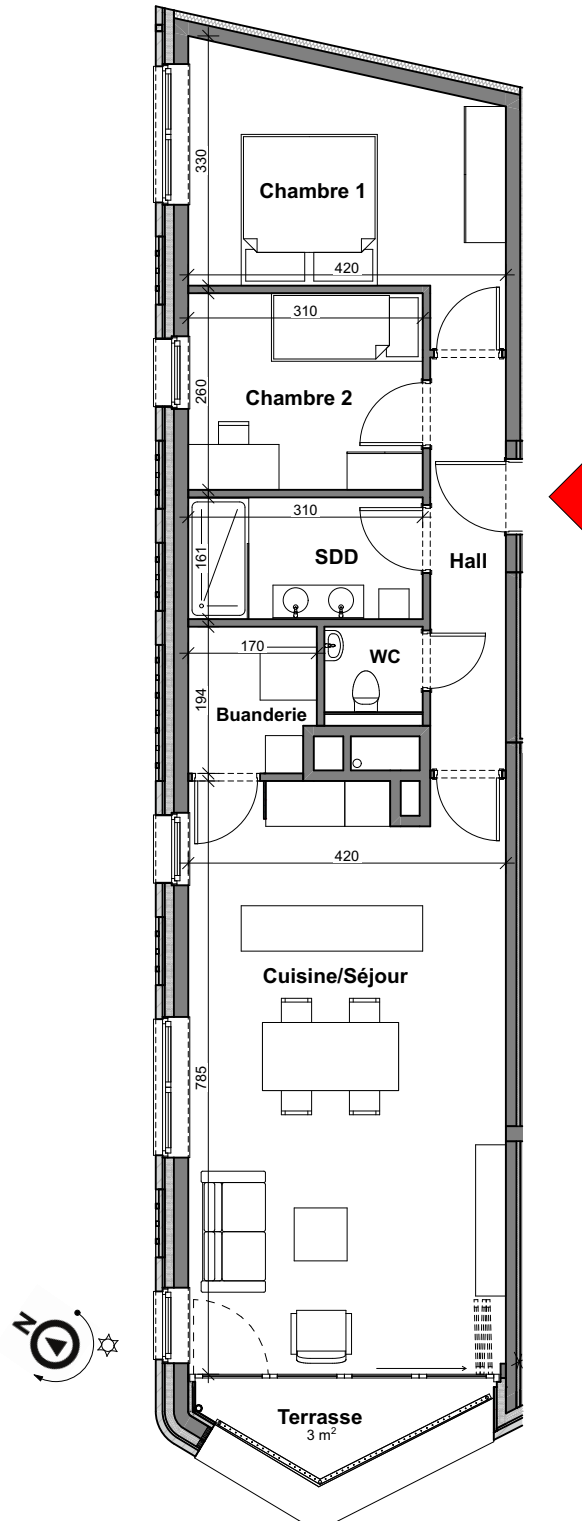 330
Chambre 1
420
310
260
Chambre 2
310
161
SDD
Hall
170
WC
194
Buanderie
420
Cuisine/Séjour
785
N
Terrasse
3 m²